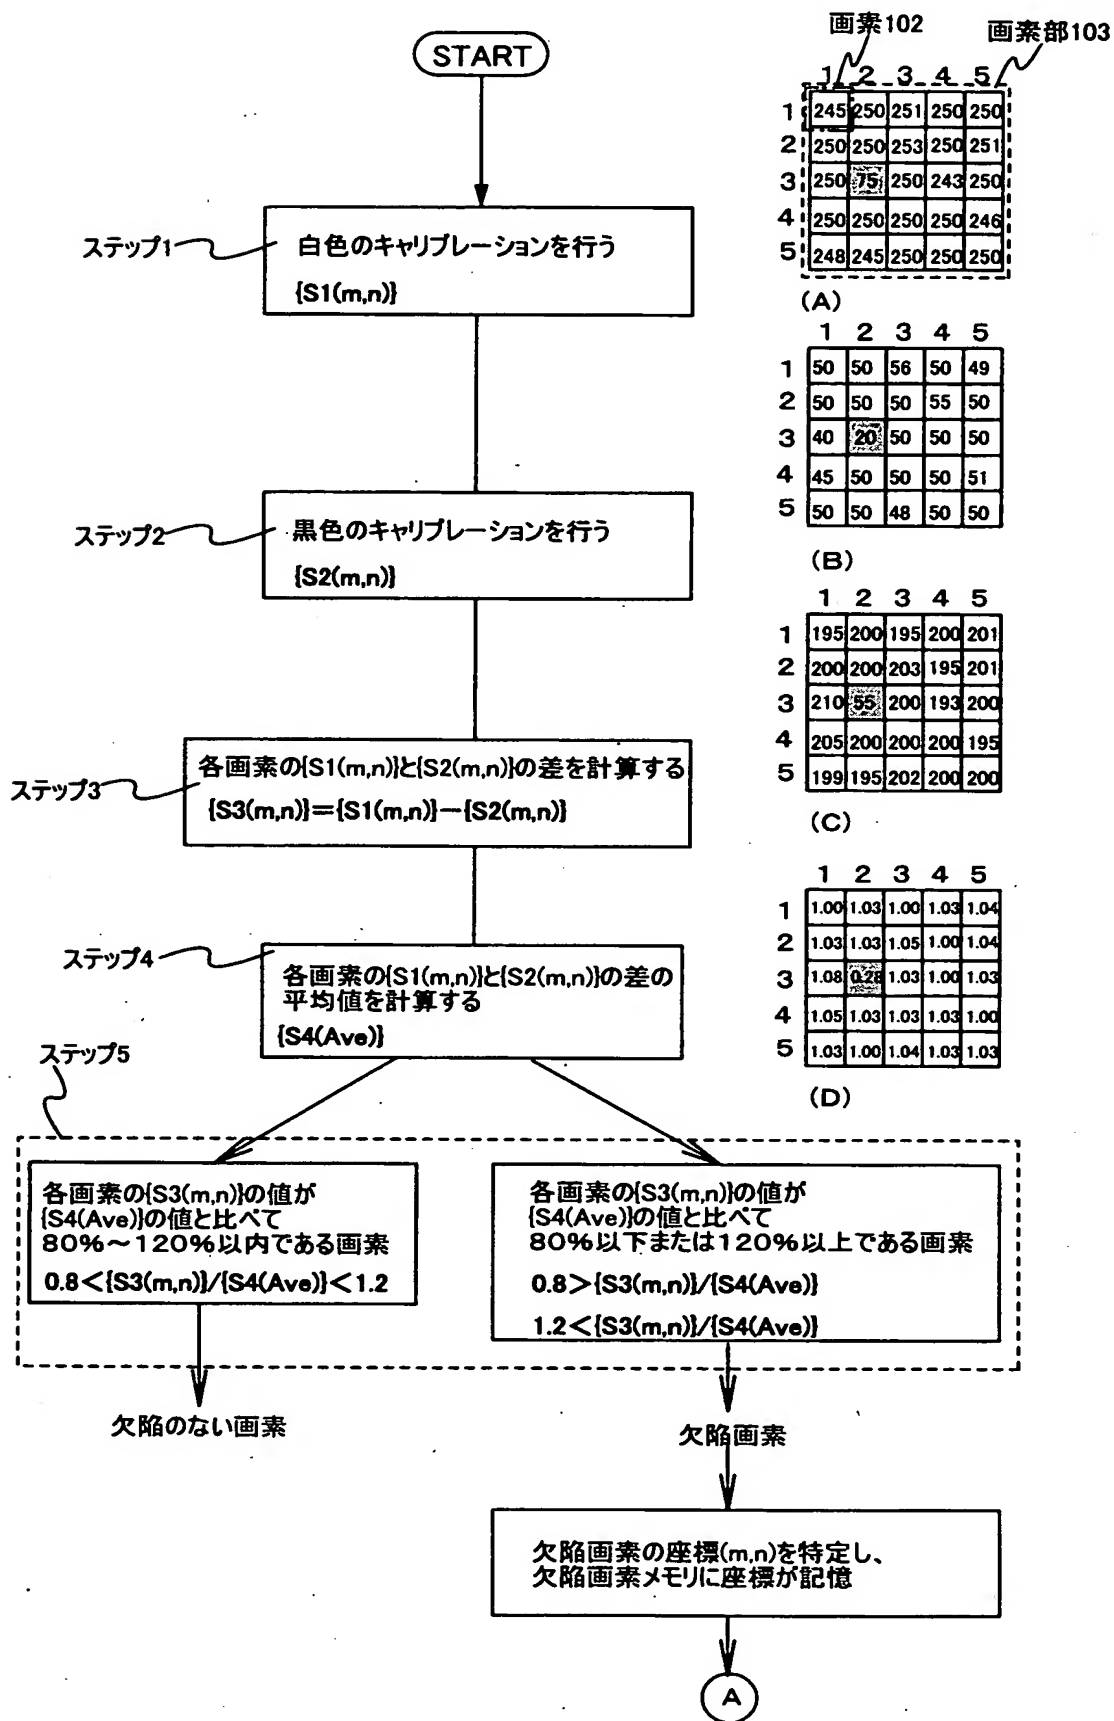 START
ステップ1
白色のキャリブレーションを行う
{S1(m,n)}
ステップ2
黒色のキャリブレーションを行う
{S2(m,n)}
ステップ3
各画素の{S1(m,n)}と{S2(m,n)}の差を計算する
{S3(m,n)}={S1(m,n)}−{S2(m,n)}
ステップ4
各画素の{S1(m,n)}と{S2(m,n)}の差の
平均値を計算する
{S4(Ave)}
ステップ5
各画素の{S3(m,n)}の値が
{S4(Ave)}の値と比べて
80%～120%以内である画素
0.8<{S3(m,n)}/{S4(Ave)}<1.2
各画素の{S3(m,n)}の値が
{S4(Ave)}の値と比べて
80%以下または120%以上である画素
0.8>{S3(m,n)}/{S4(Ave)}
1.2<{S3(m,n)}/{S4(Ave)}
欠陥のない画素
欠陥画素
欠陥画素の座標(m,n)を特定し、
欠陥画素メモリに座標が記憶
A
画素102
画素部103
1 2 3 4 5
1 245 250 251 250 250
2 250 250 253 250 251
3 250 75 250 243 250
4 250 250 250 250 246
5 248 245 250 250 250
(A)
1 2 3 4 5
1 50 50 56 50 49
2 50 50 50 55 50
3 40 20 50 50 50
4 45 50 50 50 51
5 50 50 48 50 50
(B)
1 2 3 4 5
1 195 200 195 200 201
2 200 200 203 195 201
3 210 55 200 193 200
4 205 200 200 200 195
5 199 195 202 200 200
(C)
1 2 3 4 5
1 1.00 1.03 1.00 1.03 1.04
2 1.03 1.03 1.05 1.00 1.04
3 1.08 0.28 1.03 1.00 1.03
4 1.05 1.03 1.03 1.03 1.00
5 1.03 1.00 1.04 1.03 1.03
(D)